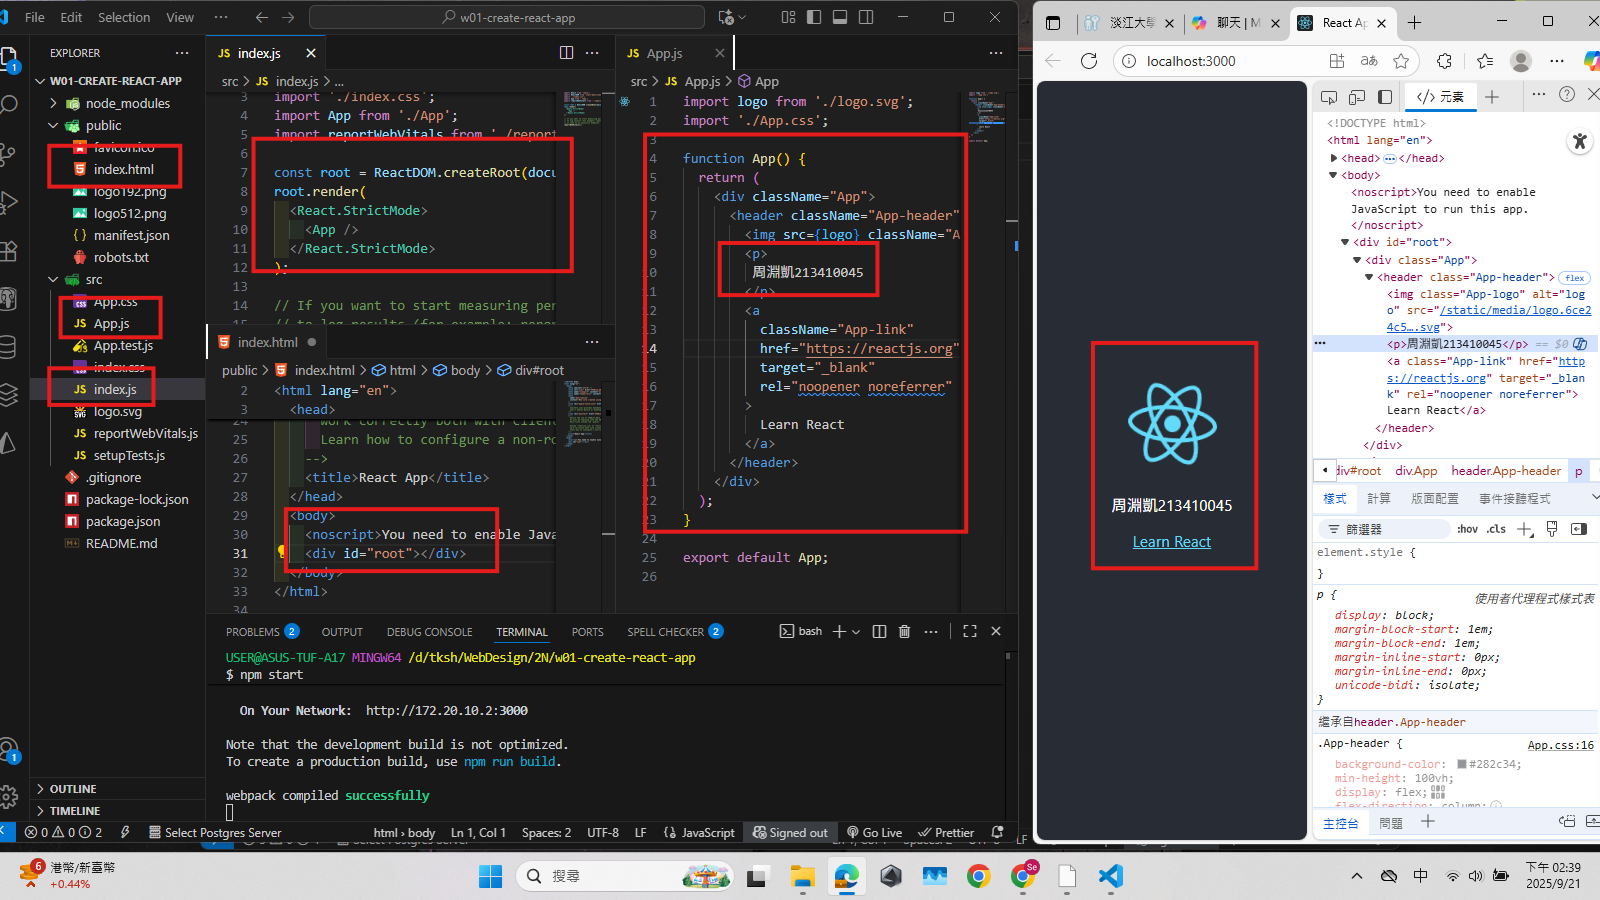 File Edit Selection View ··· w01-create-react-app
EXPLORER ···
W01-CREATE-REACT-APP
node_modules
public
favicon.ico
index.html
logo192.png
logo512.png
manifest.json
robots.txt
src
App.css
App.js
App.test.js
index.css
index.js
logo.svg
reportWebVitals.js
setupTests.js
.gitignore
package-lock.json
package.json
README.md
OUTLINE
TIMELINE
JS index.js
src > JS index.js > ...
3 import './index.css';
4 import App from './App';
5 import reportWebVitals from './report
6
7 const root = ReactDOM.createRoot(docu
8 root.render(
9 <React.StrictMode>
10 <App />
11 </React.StrictMode>
12 );
13
14 // If you want to start measuring per
index.html
public > index.html > html > body > div#root
2 <html lang="en">
3 <head>
24 work correctly both with client
25 Learn how to configure a non-ro
26 -->
27 <title>React App</title>
28 </head>
29 <body>
30 <noscript>You need to enable Java
31 <div id="root"></div>
32 </body>
33 </html>
34
JS App.js
src > JS App.js > App
1 import logo from './logo.svg';
2 import './App.css';
3
4 function App() {
5 return (
6 <div className="App">
7 <header className="App-header"
8 <img src={logo} className="A
9 <p>
10 周淵凱213410045
11 </p>
12 <a
13 className="App-link"
14 href="https://reactjs.org"
15 target="_blank"
16 rel="noopener noreferrer"
17 >
18 Learn React
19 </a>
20 </header>
21 </div>
22 );
23 }
24
25 export default App;
26
PROBLEMS 2 OUTPUT DEBUG CONSOLE TERMINAL PORTS SPELL CHECKER 2 bash
USER@ASUS-TUF-A17 MINGW64 /d/tksh/WebDesign/2N/w01-create-react-app
$ npm start
On Your Network: http://172.20.10.2:3000
Note that the development build is not optimized.
To create a production build, use npm run build.
webpack compiled successfully
0 0 2 Select Postgres Server html › body Ln 1, Col 1 Spaces: 2 UTF-8 LF {} JavaScript Signed out Go Live Prettier
淡江大學 聊天 | M React Ap
localhost:3000
周淵凱213410045
Learn React
</> 元素
<!DOCTYPE html>
<html lang="en">
<head> ··· </head>
<body>
<noscript>You need to enable
JavaScript to run this app.
</noscript>
<div id="root">
<div class="App">
<header class="App-header"> flex
<img class="App-logo" alt="log
o" src="/static/media/logo.6ce2
4c5….svg">
··· <p>周淵凱213410045</p> == $0
<a class="App-link" href="http
s://reactjs.org" target="_blan
k" rel="noopener noreferrer">
Learn React</a>
</header>
</div>
div#root div.App header.App-header p
樣式 計算 版面配置 事件接聽程式
篩選器 :hov .cls
element.style {
}
p { 使用者代理程式樣式表
display: block;
margin-block-start: 1em;
margin-block-end: 1em;
margin-inline-start: 0px;
margin-inline-end: 0px;
unicode-bidi: isolate;
}
繼承自header.App-header
.App-header { App.css:16
background-color: #282c34;
min-height: 100vh;
display: flex;
flex-direction: column;
主控台 問題
6 港幣/新臺幣
+0.44%
搜尋
中
下午 02:39
2025/9/21